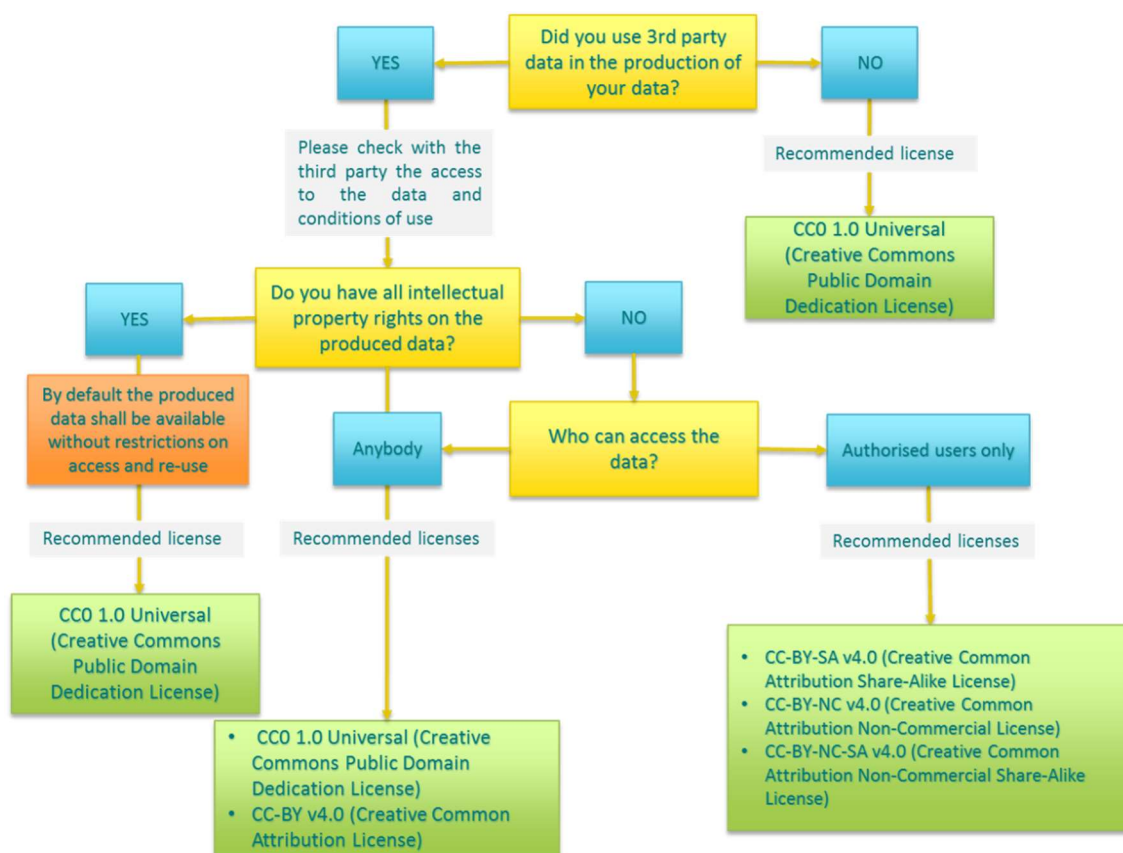 Did you use 3rd party
data in the production of
your data?
YES
NO
Please check with the
third party the access
to the data and
conditions of use
Recommended license
CC0 1.0 Universal
(Creative Commons
Public Domain
Dedication License)
Do you have all intellectual
property rights on the
produced data?
YES
NO
By default the produced
data shall be available
without restrictions on
access and re-use
Anybody
Who can access the
data?
Authorised users only
Recommended license
Recommended licenses
Recommended licenses
CC0 1.0 Universal
(Creative Commons
Public Domain
Dedication License)
• CC0 1.0 Universal (Creative
Commons Public Domain
Dedication License)
• CC-BY v4.0 (Creative Common
Attribution License)
• CC-BY-SA v4.0 (Creative Common
Attribution Share-Alike License)
• CC-BY-NC v4.0 (Creative Common
Attribution Non-Commercial License)
• CC-BY-NC-SA v4.0 (Creative Common
Attribution Non-Commercial Share-Alike
License)